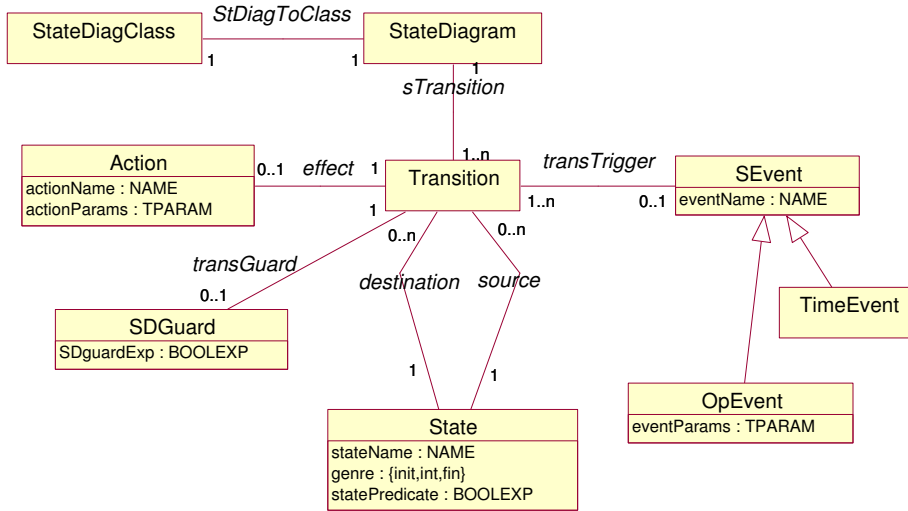 StDiagToClass
StateDiagClass
StateDiagram
1
1
1
sTransition
1..n
transTrigger
Action
actionName : NAME
actionParams : TPARAM
0..1
effect
1
Transition
1..n
0..1
SEvent
eventName : NAME
1
0..n
0..n
transGuard
destination
source
0..1
TimeEvent
SDGuard
SDguardExp : BOOLEXP
1
1
OpEvent
eventParams : TPARAM
State
stateName : NAME
genre : {init,int,fin}
statePredicate : BOOLEXP